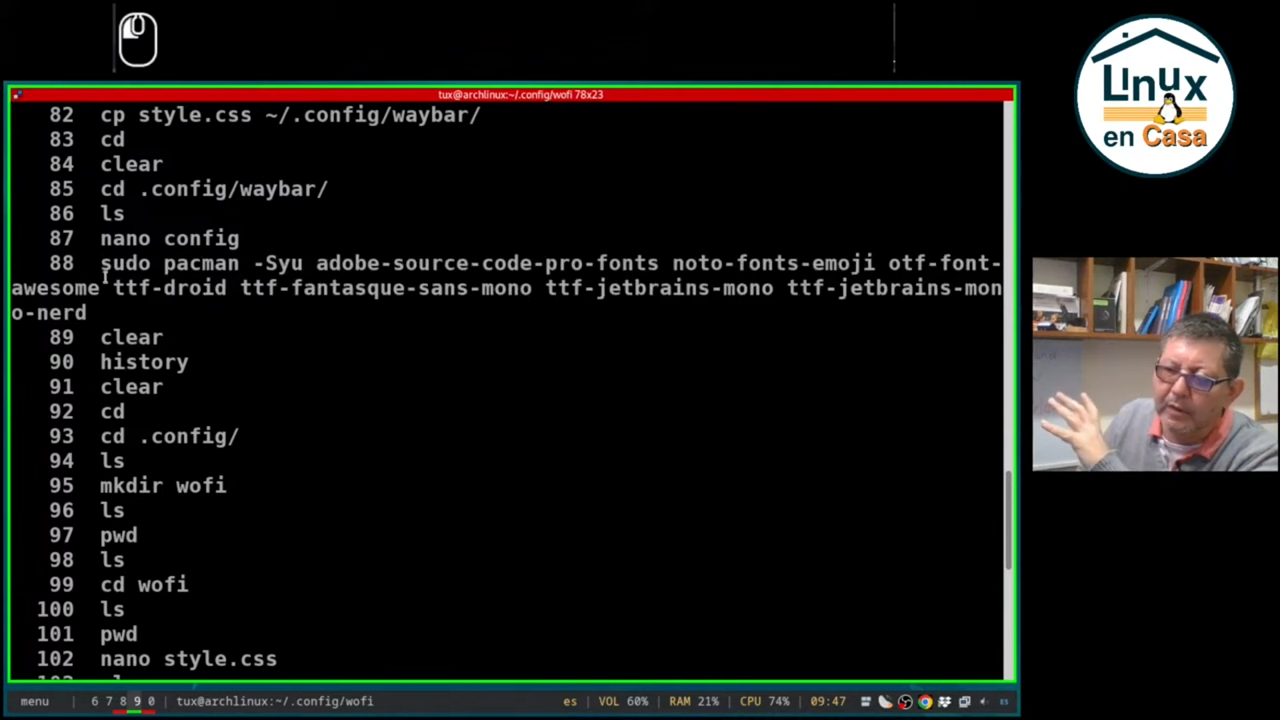 LInux
en Casa
tux@archlinux:~/.config/wofi 78x23
82 cp style.css ~/.config/waybar/
83 cd
84 clear
85 cd .config/waybar/
86 ls
87 nano config
88 sudo pacman -Syu adobe-source-code-pro-fonts noto-fonts-emoji otf-font-
awesome ttf-droid ttf-fantasque-sans-mono ttf-jetbrains-mono ttf-jetbrains-mon
o-nerd
89 clear
90 history
91 clear
92 cd
93 cd .config/
94 ls
95 mkdir wofi
96 ls
97 pwd
98 ls
99 cd wofi
100 ls
101 pwd
102 nano style.css
menu | 6 7 8 9 0 | tux@archlinux:~/.config/wofi es | VOL 60% | RAM 21% | CPU 74% | 09:47 ES